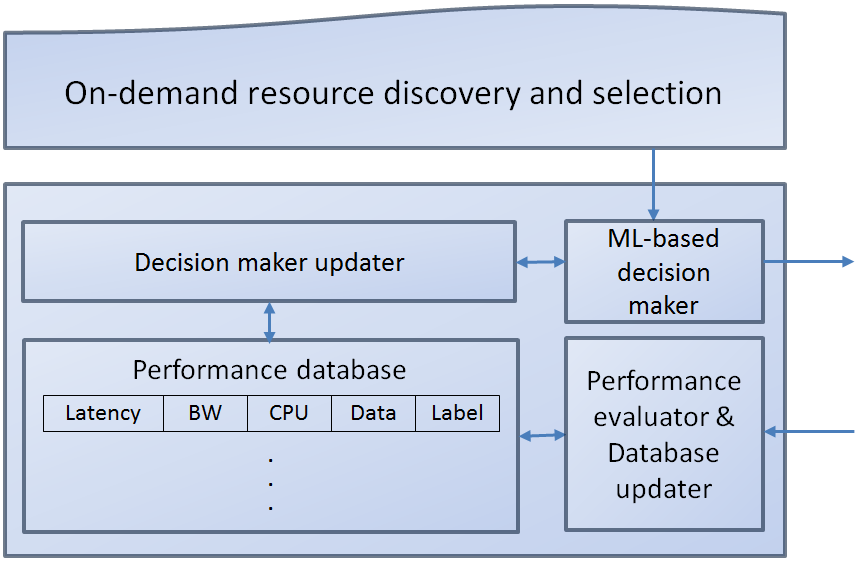 On-demand resource discovery and selection
Decision maker updater
ML-based
decision
maker
Performance database
Latency BW CPU Data Label
.
.
.
Performance
evaluator &
Database
updater